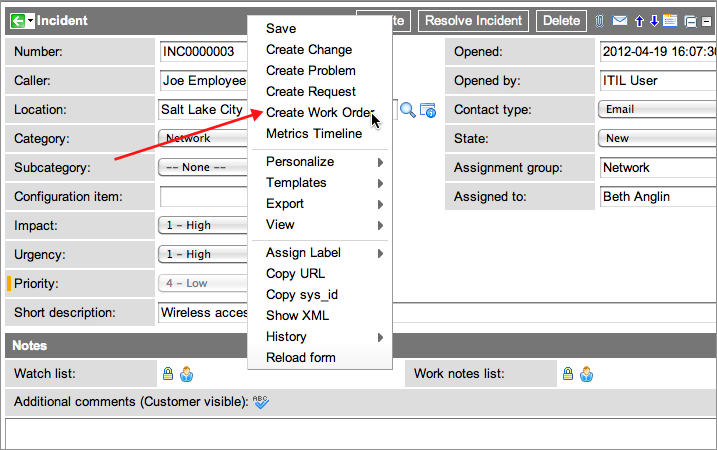 Incident
te
Resolve Incident
Delete
Number:
INC0000003
Opened:
2012-04-19 16:07:30
Caller:
Joe Employee
Opened by:
ITIL User
Location:
Salt Lake City
Contact type:
Email
Category:
Network
State:
New
Subcategory:
-- None --
Assignment group:
Network
Configuration item:
Assigned to:
Beth Anglin
Impact:
1 - High
Urgency:
1 - High
Priority:
4 - Low
Short description:
Wireless acces
Save
Create Change
Create Problem
Create Request
Create Work Order
Metrics Timeline
Personalize
Templates
Export
View
Assign Label
Copy URL
Copy sys_id
Show XML
History
Reload form
Notes
Watch list:
Work notes list:
Additional comments (Customer visible):
ABC